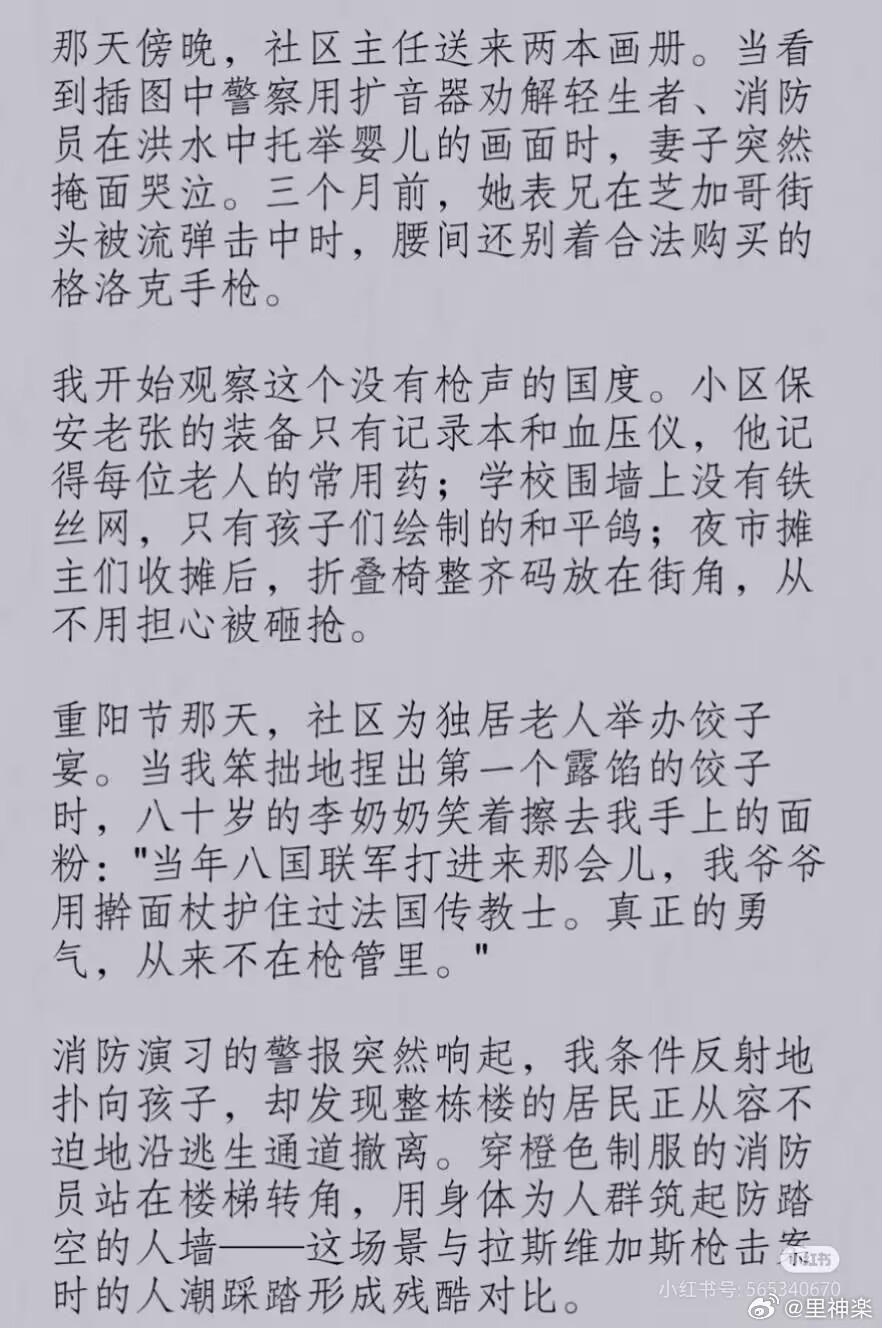 那天傍晚，社区主任送来两本画册。当看
到插图中警察用扩音器劝解轻生者、消防
员在洪水中托举婴儿的画面时，妻子突然
掩面哭泣。三个月前，她表兄在芝加哥街
头被流弹击中时，腰间还别着合法购买的
格洛克手枪。
我开始观察这个没有枪声的国度。小区保
安老张的装备只有记录本和血压仪，他记
得每位老人的常用药；学校围墙上没有铁
丝网，只有孩子们绘制的和平鸽；夜市摊
主们收摊后，折叠椅整齐码放在街角，从
不用担心被砸抢。
重阳节那天，社区为独居老人举办饺子
宴。当我笨拙地捏出第一个露馅的饺子
时，八十岁的李奶奶笑着擦去我手上的面
粉："当年八国联军打进来那会儿，我爷爷
用擀面杖护住过法国传教士。真正的勇
气，从来不在枪管里。"
消防演习的警报突然响起，我条件反射地
扑向孩子，却发现整栋楼的居民正从容不
迫地沿逃生通道撤离。穿橙色制服的消防
员站在楼梯转角，用身体为人群筑起防踏
空的人墙——这场景与拉斯维加斯枪击案
时的人潮踩踏形成残酷对比。
小红书
小红书号: 565340670
@里神楽